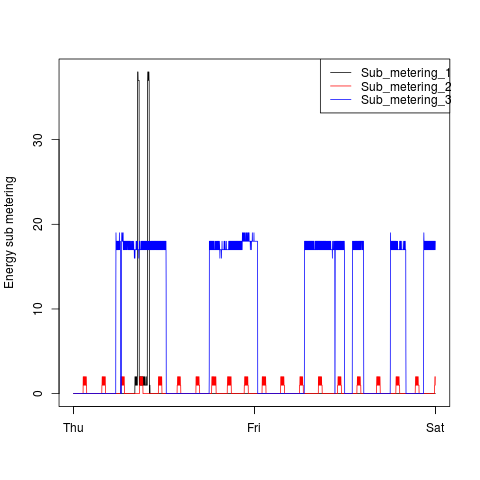 Sub_metering_1
Sub_metering_2
Sub_metering_3
Energy sub metering
30
20
10
0
Thu
Fri
Sat